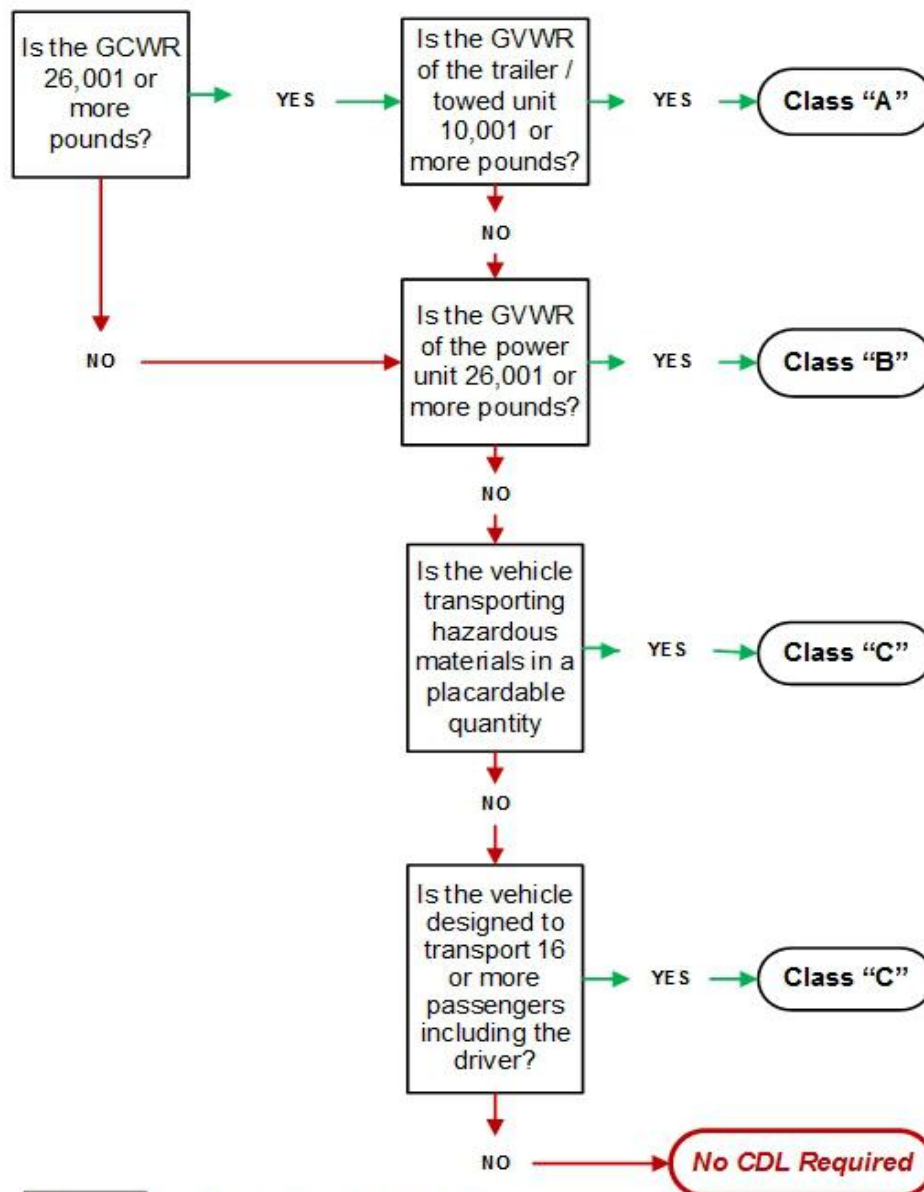 Is the GCWR
26,001 or
more
pounds?
YES
Is the GVWR
of the trailer /
towed unit
10,001 or
more pounds?
YES
Class “A”
NO
NO
Is the GVWR
of the power
unit 26,001 or
more pounds?
YES
Class “B”
NO
Is the vehicle
transporting
hazardous
materials in a
placardable
quantity
YES
Class “C”
NO
Is the vehicle
designed to
transport 16
or more
passengers
including the
driver?
YES
Class “C”
NO
No CDL Required